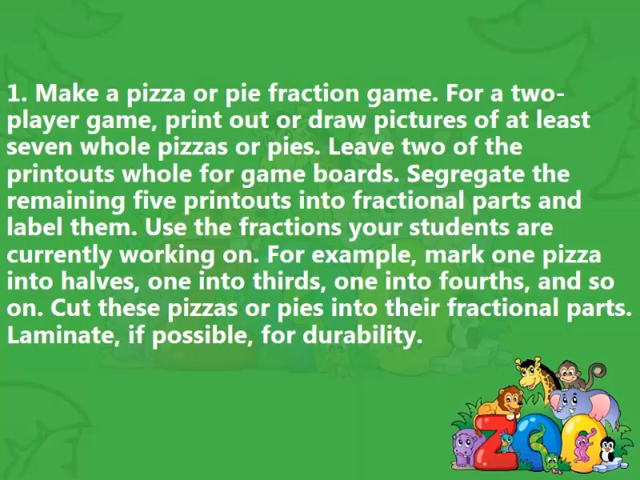 1. Make a pizza or pie fraction game. For a two-
player game, print out or draw pictures of at least
seven whole pizzas or pies. Leave two of the
printouts whole for game boards. Segregate the
remaining five printouts into fractional parts and
label them. Use the fractions your students are
currently working on. For example, mark one pizza
into halves, one into thirds, one into fourths, and so
on. Cut these pizzas or pies into their fractional parts.
Laminate, if possible, for durability.
ZOO